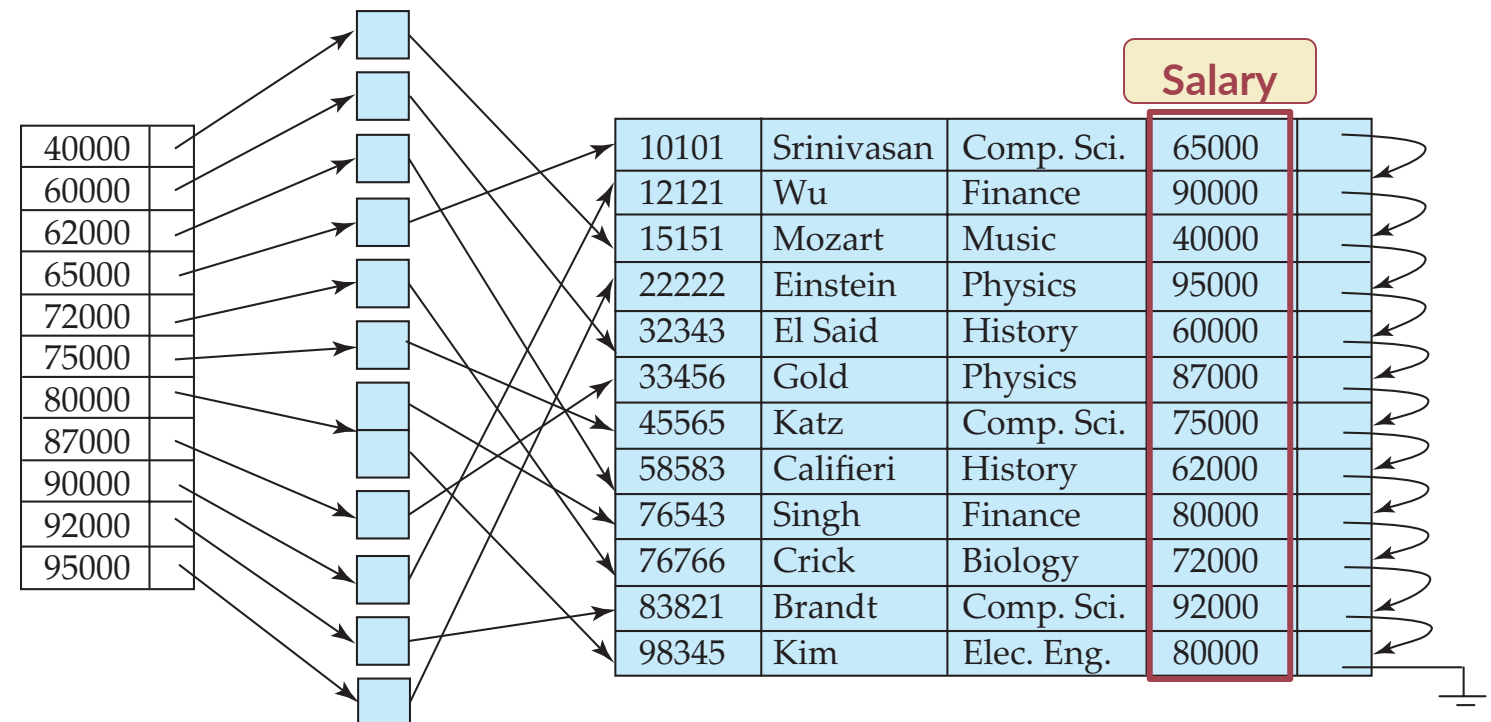 Salary
40000
60000
62000
65000
72000
75000
80000
87000
90000
92000
95000
10101 Srinivasan Comp. Sci. 65000
12121 Wu Finance 90000
15151 Mozart Music 40000
22222 Einstein Physics 95000
32343 El Said History 60000
33456 Gold Physics 87000
45565 Katz Comp. Sci. 75000
58583 Califieri History 62000
76543 Singh Finance 80000
76766 Crick Biology 72000
83821 Brandt Comp. Sci. 92000
98345 Kim Elec. Eng. 80000